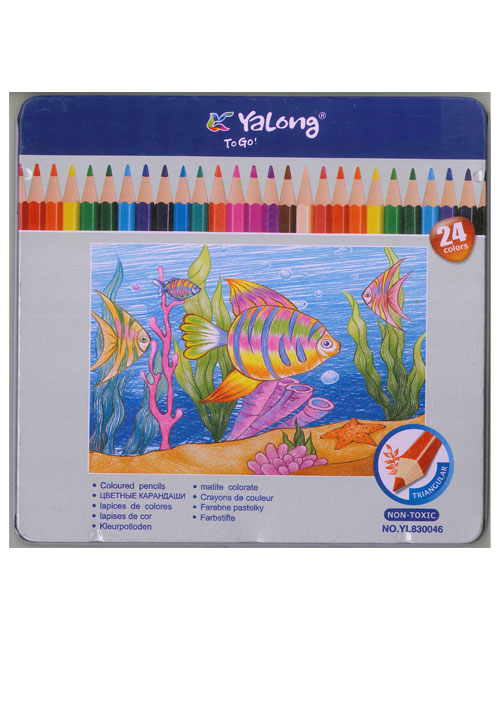 YaLong®
To Go!
24
colors
• Coloured pencils
• ЦВЕТНЫЕ КАРАНДАШИ
• lapices de colores
• lapises de cor
• Kleurpotloden
• matite colorate
• Crayons de couleur
• Farebne pastelky
• Farbstifte
TRIANGULAR
NON-TOXIC
NO.YL830046